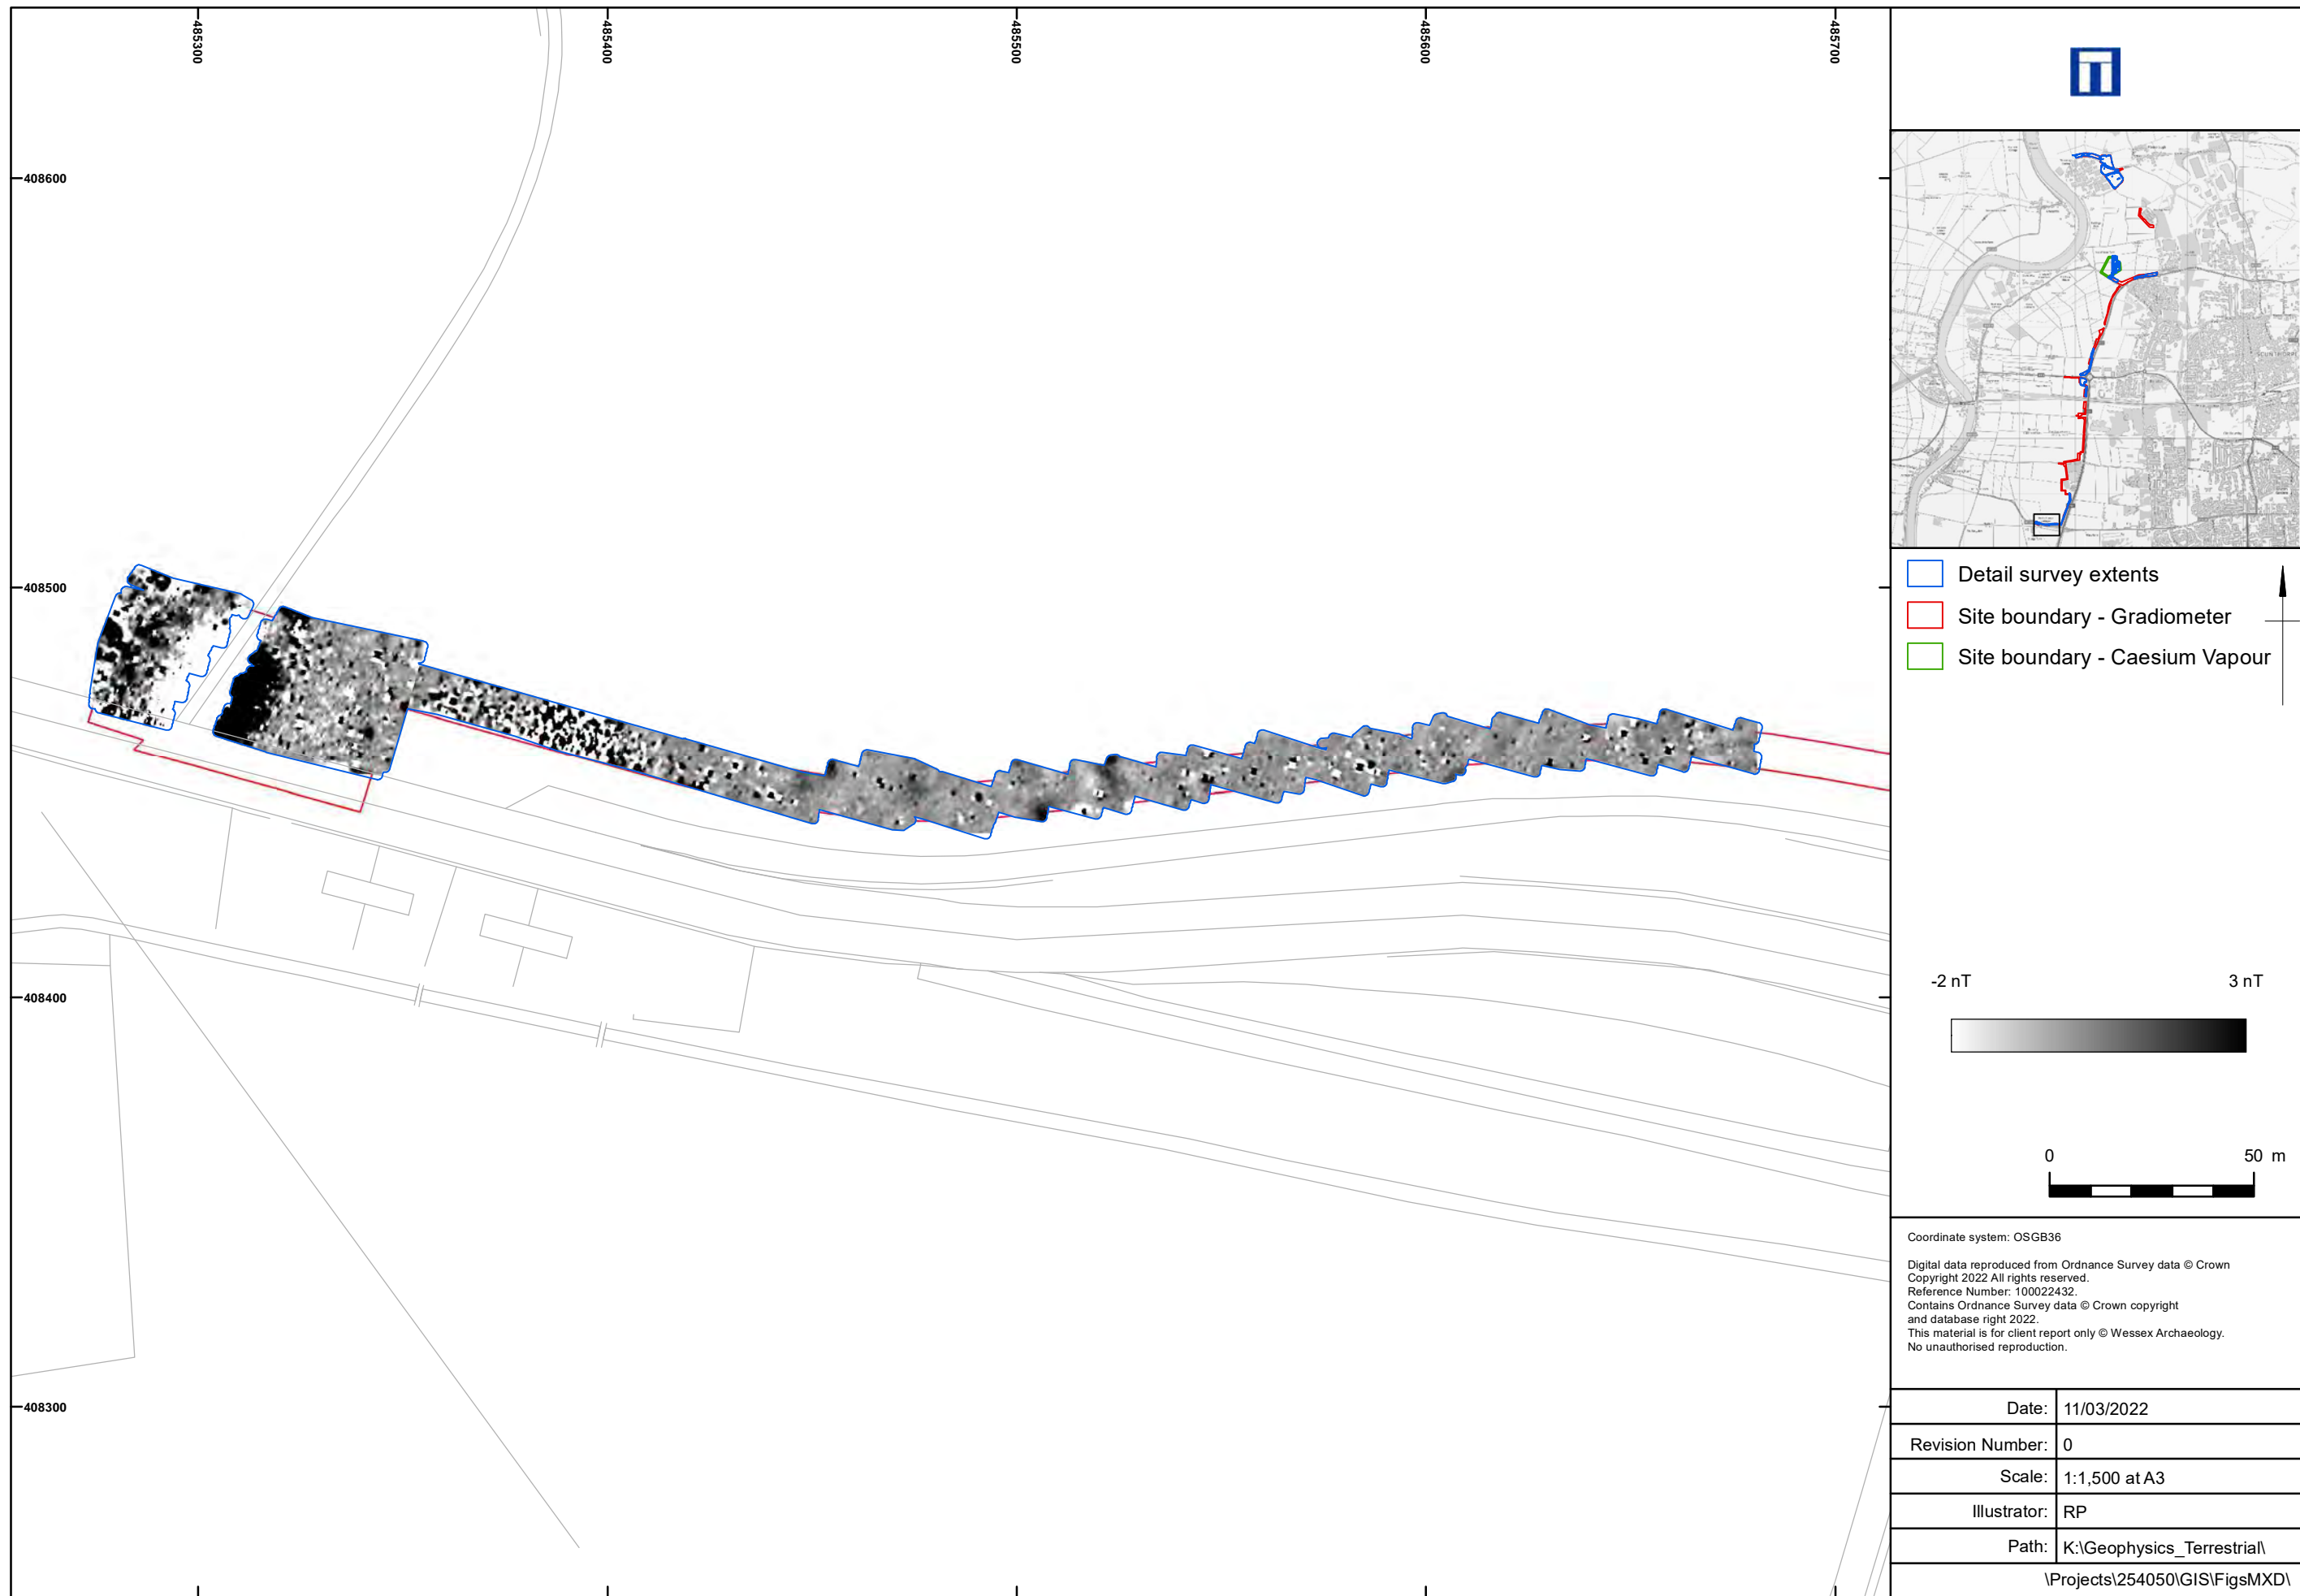 485300
485400
485500
485600
485700
408600
408500
408400
408300
SCUNTHORPE
Detail survey extents
Site boundary - Gradiometer
Site boundary - Caesium Vapour
-2 nT
3 nT
0
50 m
Coordinate system: OSGB36
Digital data reproduced from Ordnance Survey data © Crown
Copyright 2022 All rights reserved.
Reference Number: 100022432.
Contains Ordnance Survey data © Crown copyright
and database right 2022.
This material is for client report only © Wessex Archaeology.
No unauthorised reproduction.
Date: 11/03/2022
Revision Number: 0
Scale: 1:1,500 at A3
Illustrator: RP
Path: K:\Geophysics_Terrestrial\
\Projects\254050\GIS\FigsMXD\